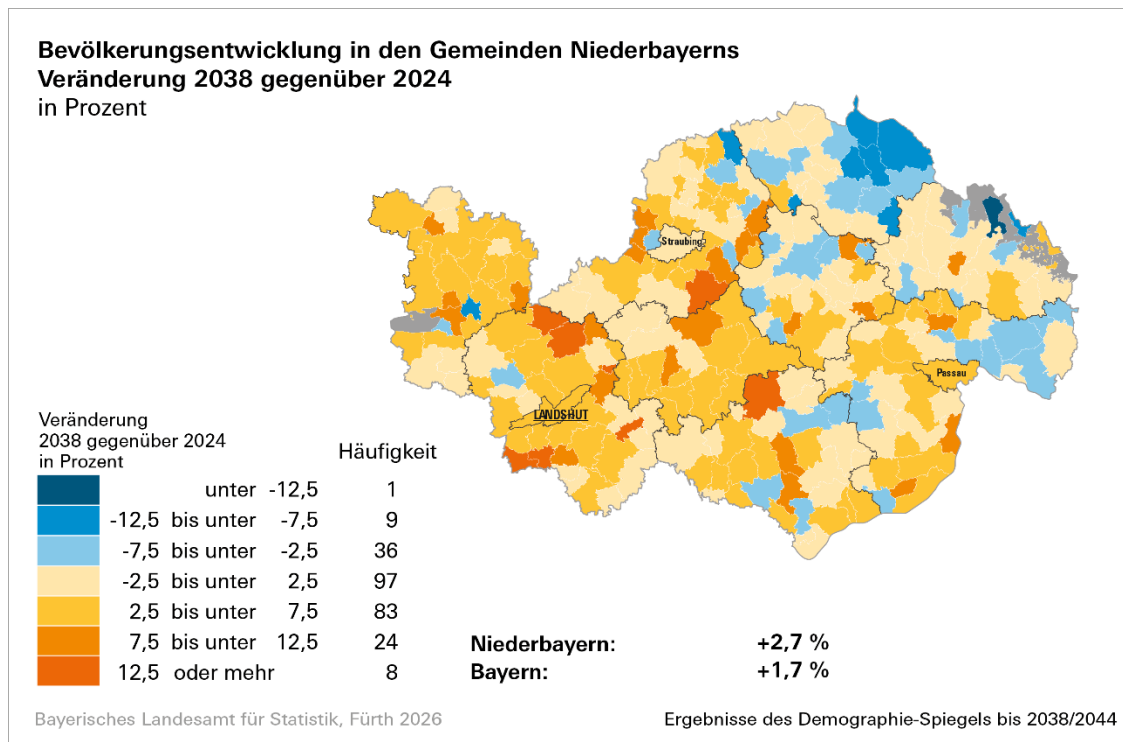 Bevölkerungsentwicklung in den Gemeinden Niederbayerns
Veränderung 2038 gegenüber 2024
in Prozent
Straubing
Passau
LANDSHUT
Veränderung
2038 gegenüber 2024
in Prozent
Häufigkeit
unter -12,5 1
-12,5 bis unter -7,5 9
-7,5 bis unter -2,5 36
-2,5 bis unter 2,5 97
2,5 bis unter 7,5 83
7,5 bis unter 12,5 24
12,5 oder mehr 8
Niederbayern: +2,7 %
Bayern: +1,7 %
Bayerisches Landesamt für Statistik, Fürth 2026
Ergebnisse des Demographie-Spiegels bis 2038/2044